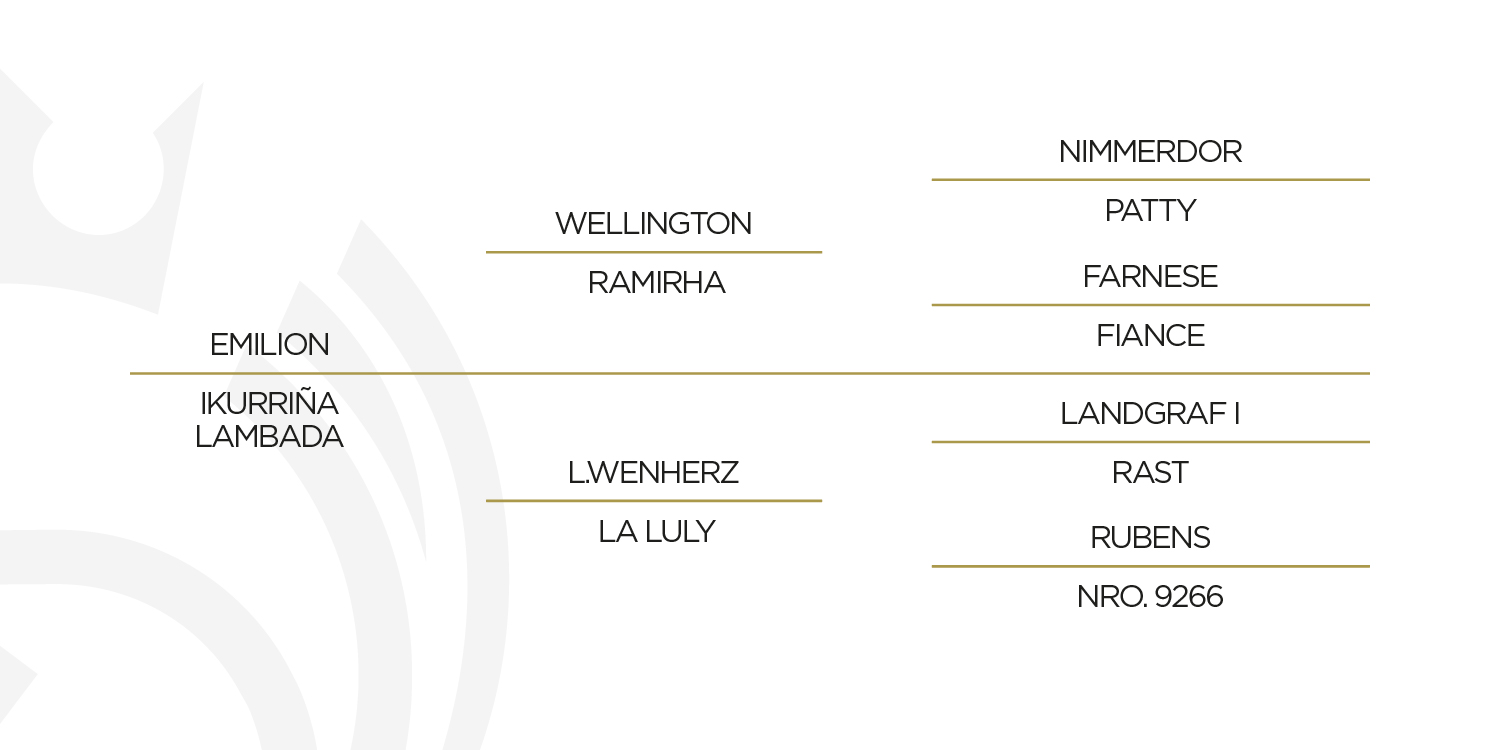 NIMMERDOR
PATTY
WELLINGTON
RAMIRHA
FARNESE
FIANCE
EMILION
IKURRIÑA
LAMBADA
LANDGRAF I
RAST
L.WENHERZ
LA LULY
RUBENS
NRO. 9266